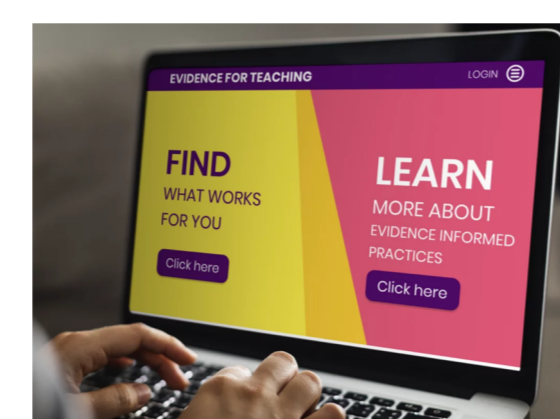 EVIDENCE FOR TEACHING
LOGIN
FIND
WHAT WORKS
FOR YOU
Click here
LEARN
MORE ABOUT
EVIDENCE INFORMED
PRACTICES
Click here